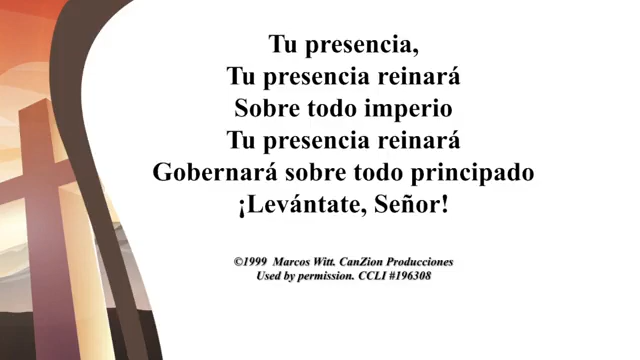 Tu presencia,
Tu presencia reinará
Sobre todo imperio
Tu presencia reinará
Gobernará sobre todo principado
¡Levántate, Señor!
©1999 Marcos Witt. CanZion Producciones
Used by permission. CCLI #196308